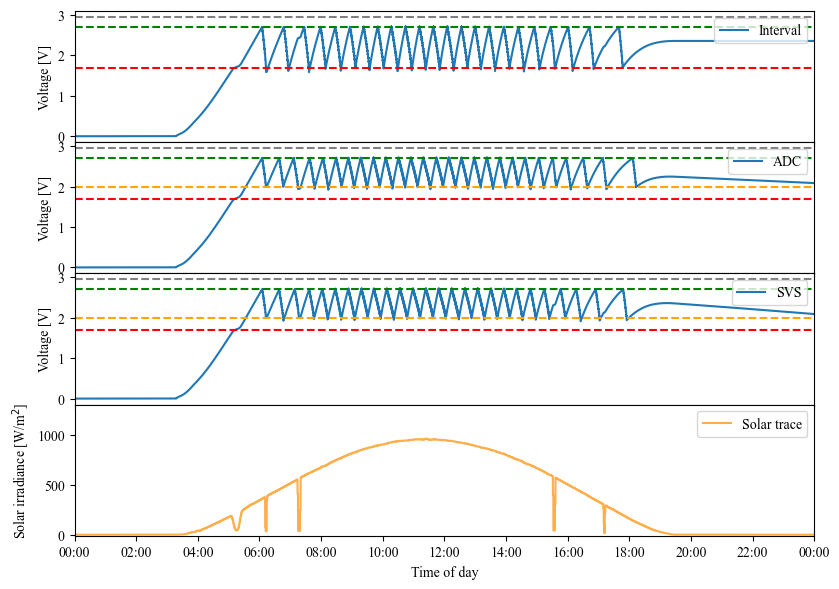 3
2
1
0
Voltage [V]
Interval
3
2
1
0
Voltage [V]
ADC
3
2
1
0
Voltage [V]
SVS
1000
500
0
Solar irradiance [W/m²]
Solar trace
00:00 02:00 04:00 06:00 08:00 10:00 12:00 14:00 16:00 18:00 20:00 22:00 00:00
Time of day